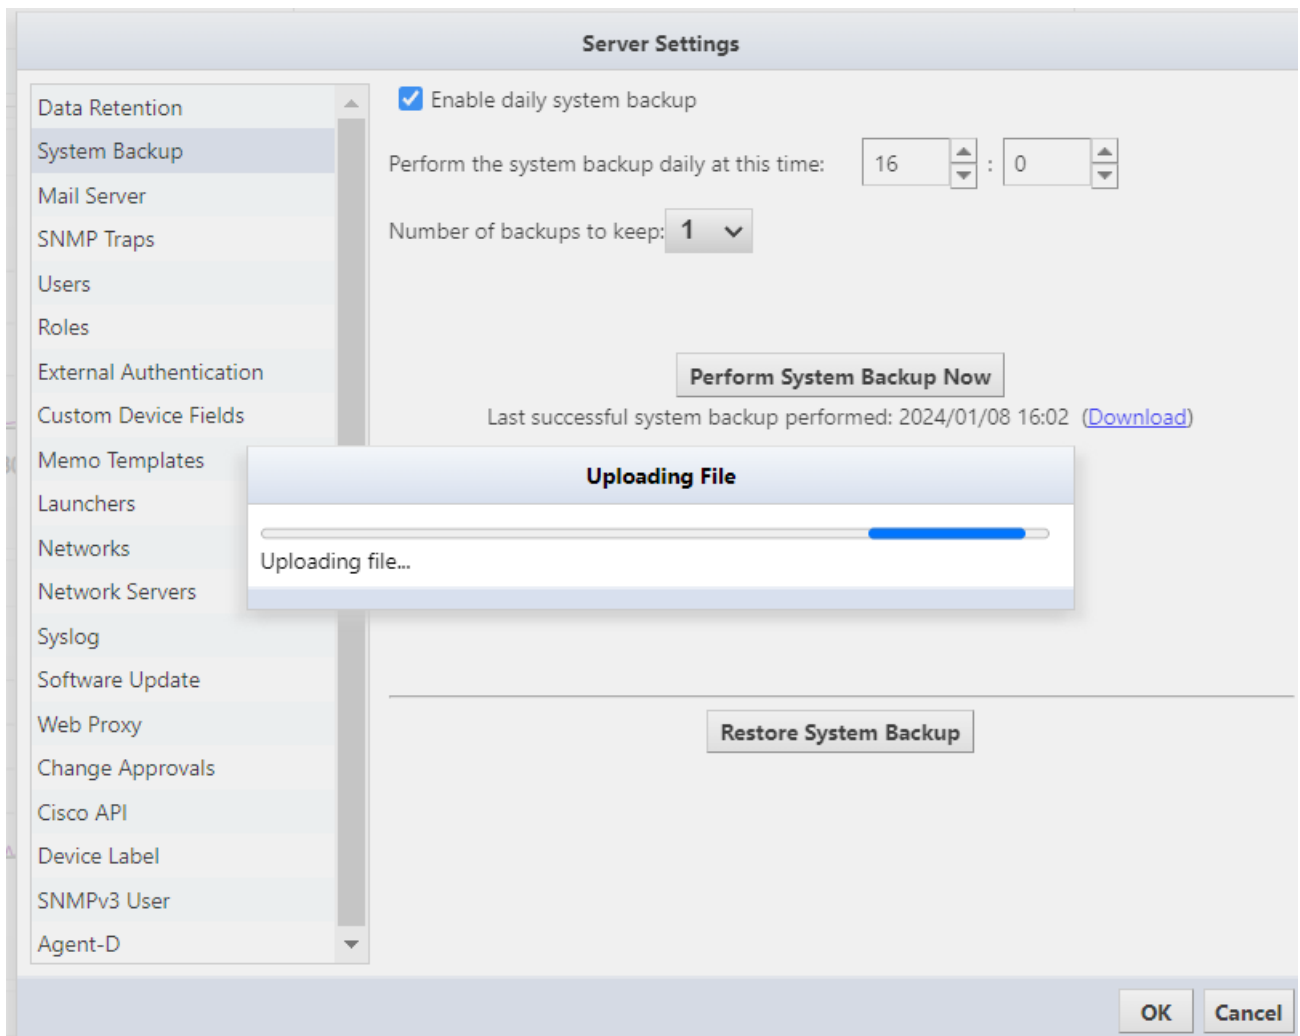 Server Settings
Data Retention
System Backup
Mail Server
SNMP Traps
Users
Roles
External Authentication
Custom Device Fields
Memo Templates
Launchers
Networks
Network Servers
Syslog
Software Update
Web Proxy
Change Approvals
Cisco API
Device Label
SNMPv3 User
Agent-D
Enable daily system backup
Perform the system backup daily at this time: 16 : 0
Number of backups to keep: 1
Perform System Backup Now
Last successful system backup performed: 2024/01/08 16:02 (Download)
Uploading File
Uploading file...
Restore System Backup
OK Cancel